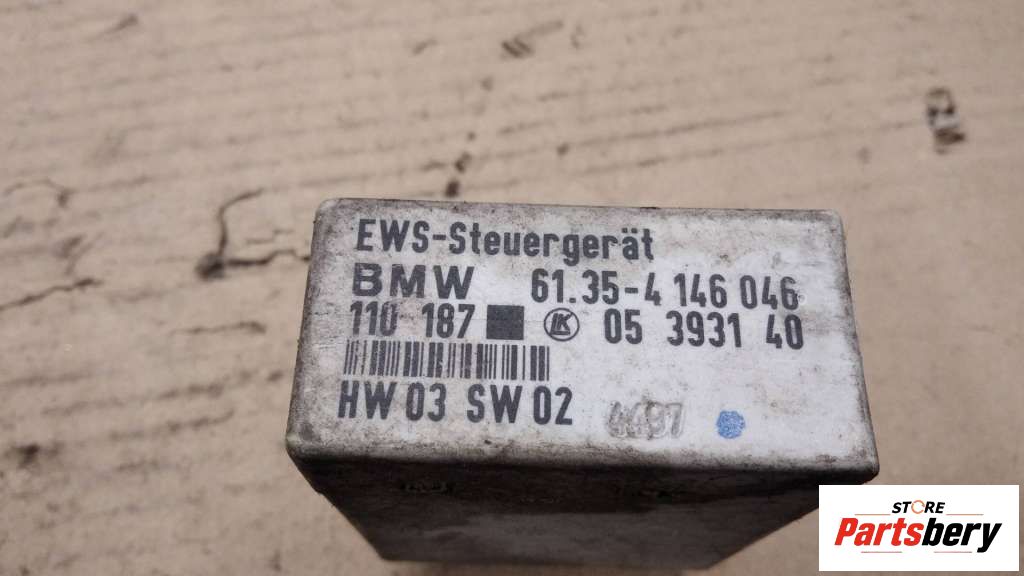 EWS-Steuergerät
BMW 61.35-4 146 046
110 187 LK 05 3931 40
HW 03 SW 02
STORE
Partsbery